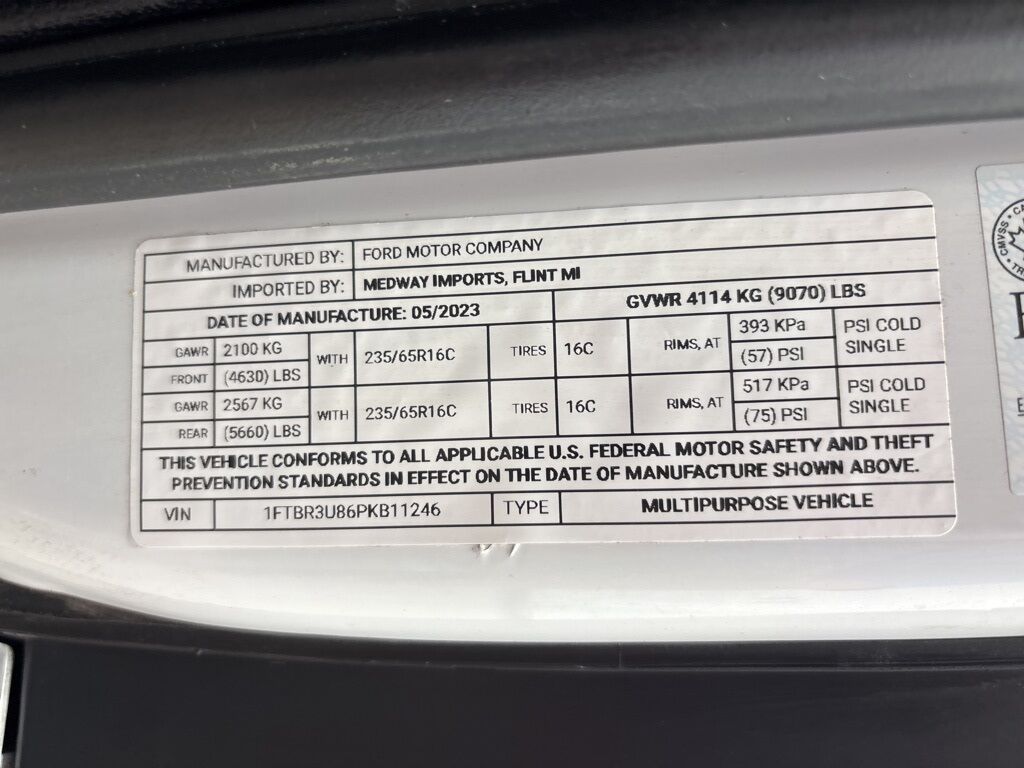 MANUFACTURED BY: FORD MOTOR COMPANY
IMPORTED BY: MEDWAY IMPORTS, FLINT MI
DATE OF MANUFACTURE: 05/2023 GVWR 4114 KG (9070) LBS
GAWR 2100 KG WITH 235/65R16C TIRES 16C RIMS, AT 393 KPa PSI COLD
FRONT (4630) LBS (57) PSI SINGLE
GAWR 2567 KG WITH 235/65R16C TIRES 16C RIMS, AT 517 KPa PSI COLD
REAR (5660) LBS (75) PSI SINGLE
THIS VEHICLE CONFORMS TO ALL APPLICABLE U.S. FEDERAL MOTOR SAFETY AND THEFT
PREVENTION STANDARDS IN EFFECT ON THE DATE OF MANUFACTURE SHOWN ABOVE.
VIN 1FTBR3U86PKB11246 TYPE MULTIPURPOSE VEHICLE
CMVSS